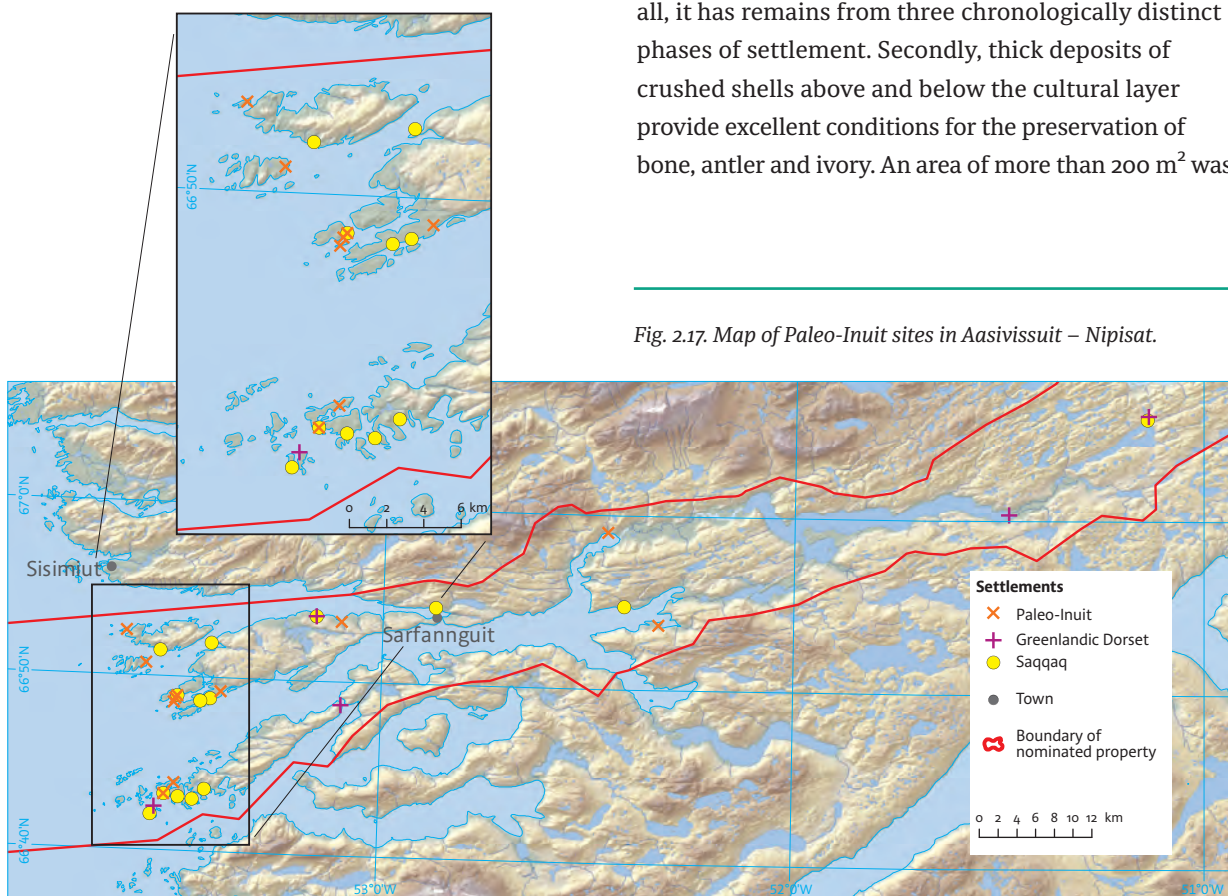 all, it has remains from three chronologically distinct
phases of settlement. Secondly, thick deposits of
crushed shells above and below the cultural layer
provide excellent conditions for the preservation of
bone, antler and ivory. An area of more than 200 m² was
Fig. 2.17. Map of Paleo-Inuit sites in Aasivissuit – Nipisat.
66°50'N
0 2 4 6 km
67°0'N
Sisimiut
Sarfannguit
66°50'N
66°40'N
53°0'W
52°0'W
51°0'W
Settlements
Paleo-Inuit
Greenlandic Dorset
Saqqaq
Town
Boundary of
nominated property
0 2 4 6 8 10 12 km